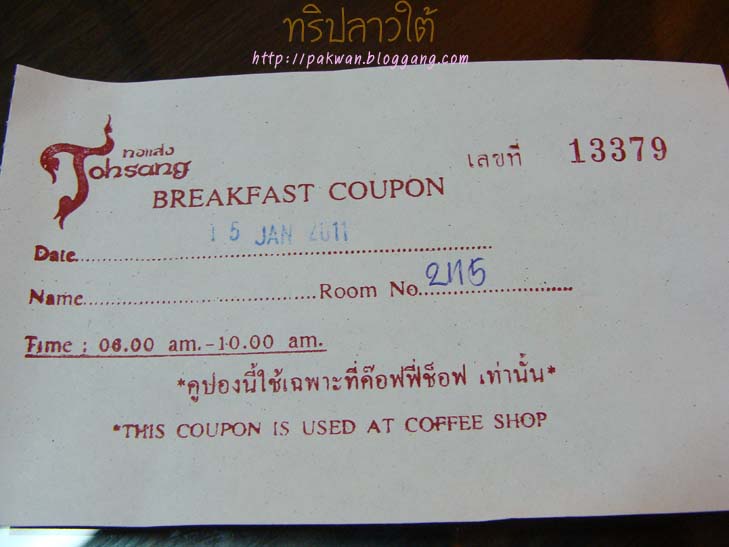 ทริปลาวใต้
http://pakwan.bloggang.com
ทอแสง
Tohsang
เลขที่ 13379
BREAKFAST COUPON
15 JAN 2011
Date
Name Room No. 2115
Time : 06.00 am.-10.00 am.
*คูปองนี้ใช้เฉพาะที่ค๊อฟฟี่ช็อฟ เท่านั้น*
*THIS COUPON IS USED AT COFFEE SHOP